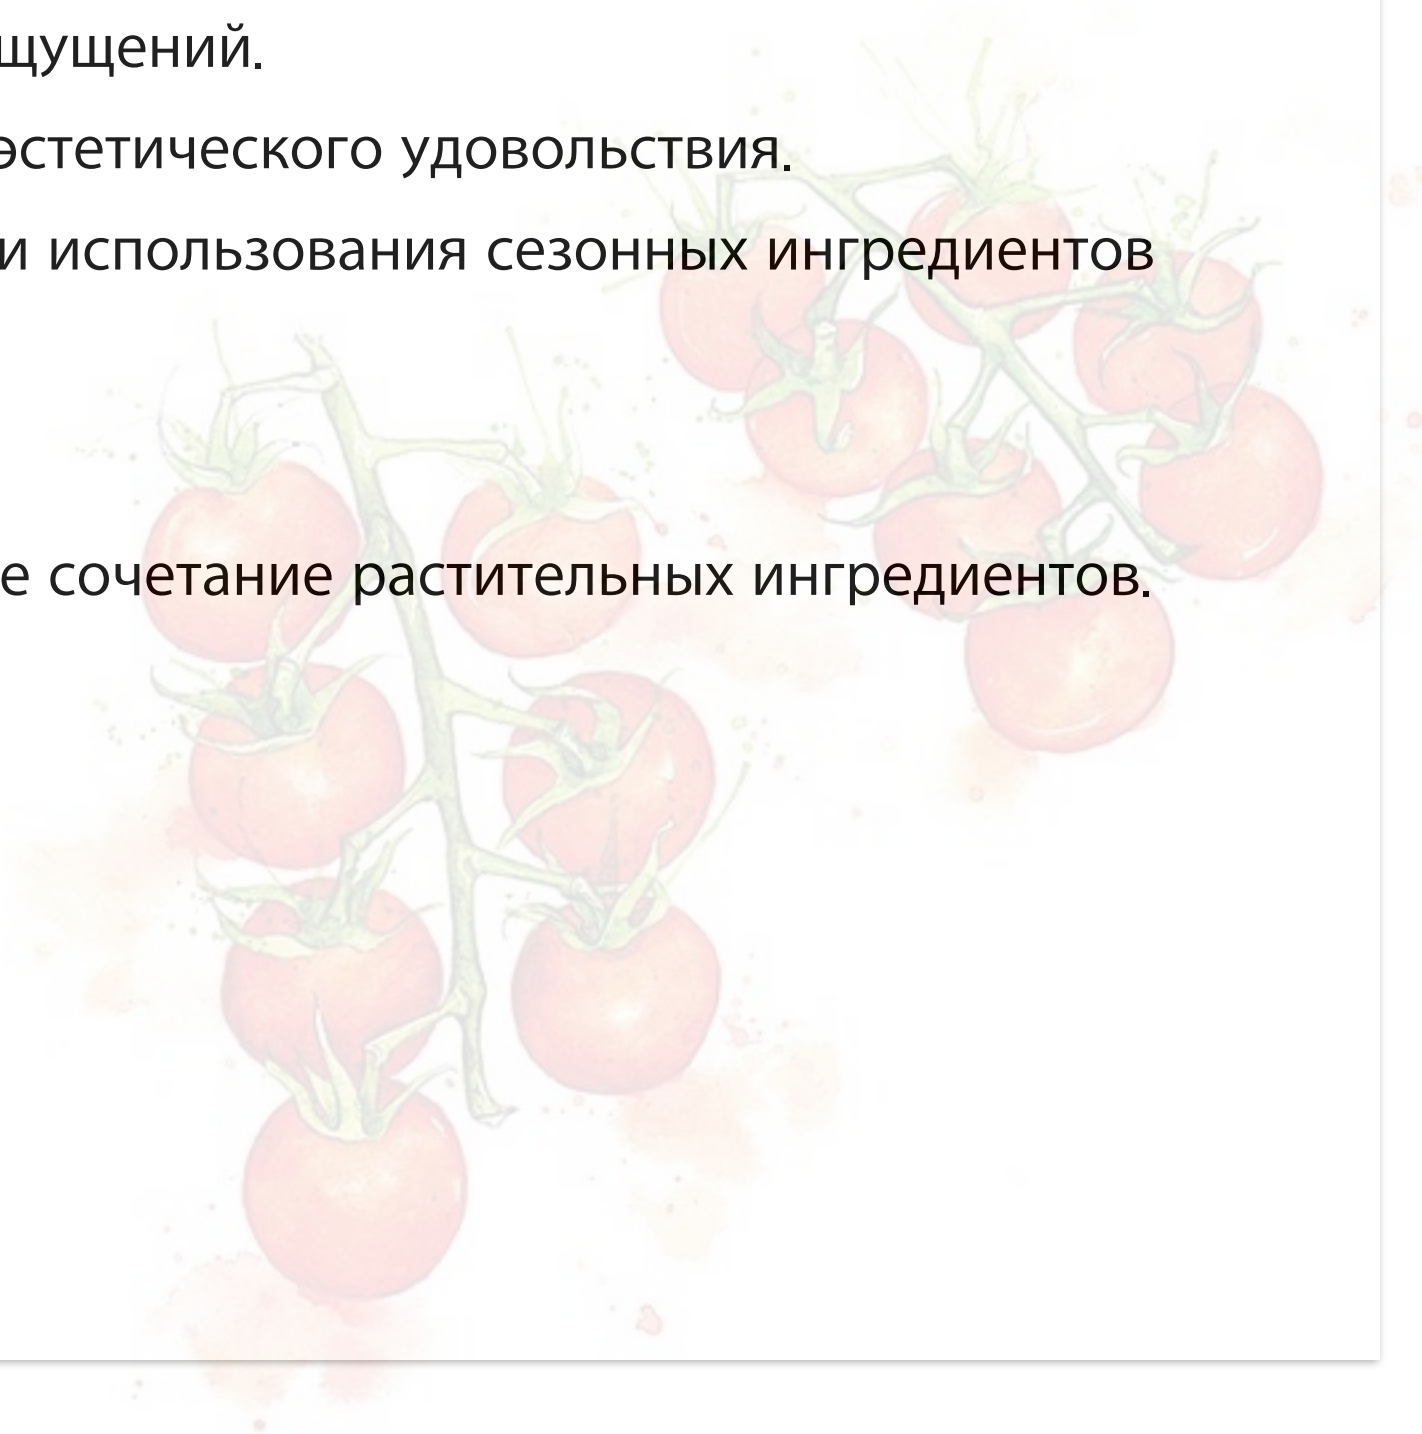 щущений.
эстетического удовольствия.
и использования сезонных ингредиентов
е сочетание растительных ингредиентов.